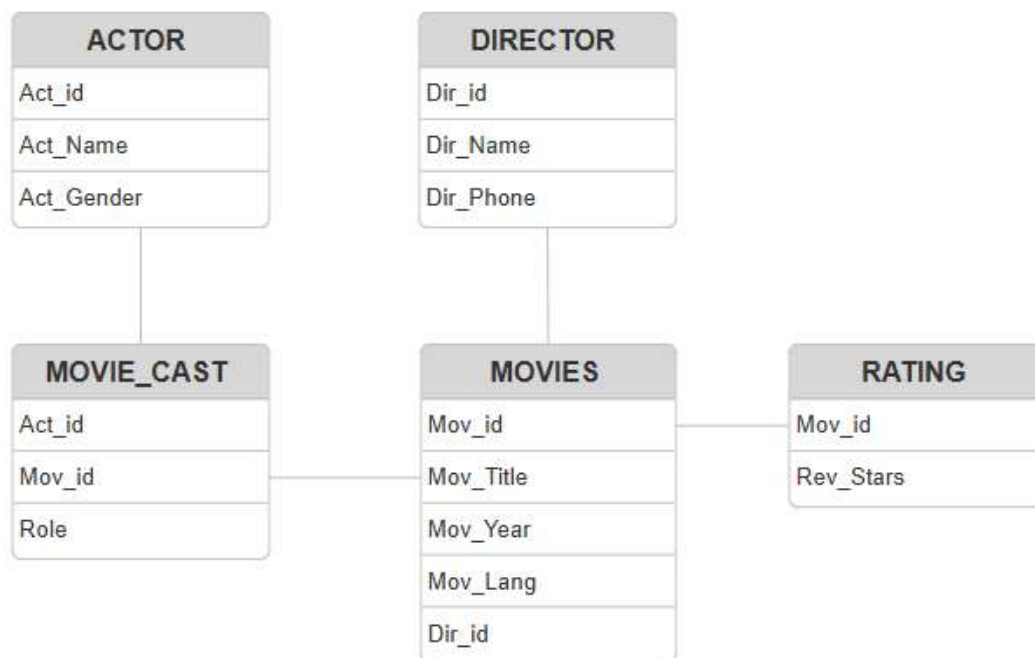 ACTOR
Act_id
Act_Name
Act_Gender
DIRECTOR
Dir_id
Dir_Name
Dir_Phone
MOVIE_CAST
Act_id
Mov_id
Role
MOVIES
Mov_id
Mov_Title
Mov_Year
Mov_Lang
Dir_id
RATING
Mov_id
Rev_Stars